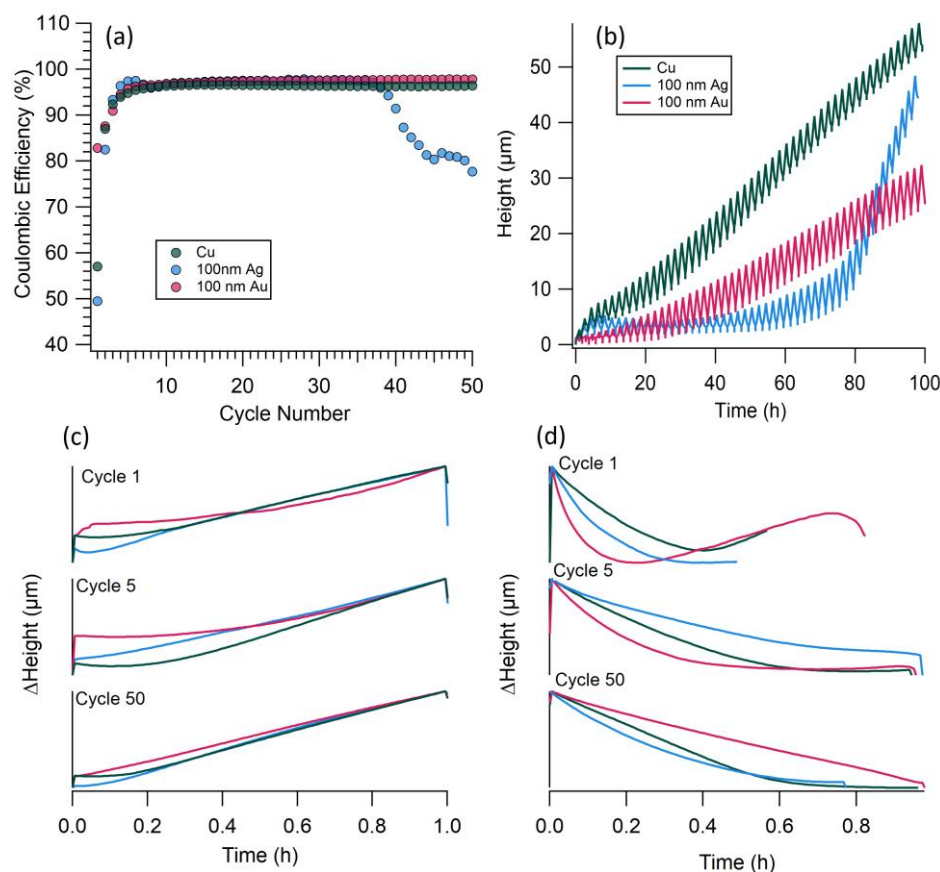 (a)
Coulombic Efficiency (%)
110
100
90
80
70
60
50
40
Cu
100nm Ag
100 nm Au
10
20
30
40
50
Cycle Number
(b)
Height (µm)
50
40
30
20
10
0
Cu
100 nm Ag
100 nm Au
0
20
40
60
80
100
Time (h)
(c)
ΔHeight (µm)
Cycle 1
Cycle 5
Cycle 50
0.0
0.2
0.4
0.6
0.8
1.0
Time (h)
(d)
ΔHeight (µm)
Cycle 1
Cycle 5
Cycle 50
0.0
0.2
0.4
0.6
0.8
Time (h)